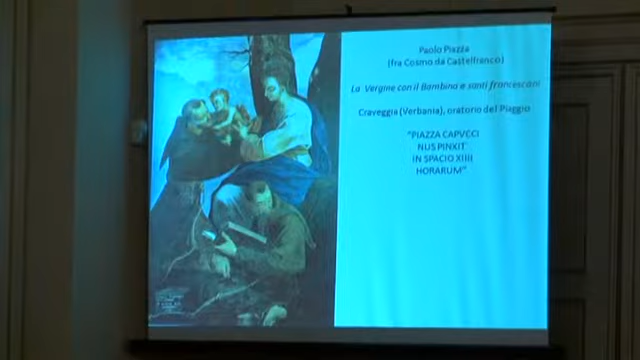 Paolo Piazza
(fra Cosmo da Castelfranco)
La Vergine con il Bambino e santi francescani
Craveggia (Verbania), oratorio del Piaggio
"PIAZZA CAPVCCI
NUS PINXIT
IN SPACIO XIIII
HORARUM"